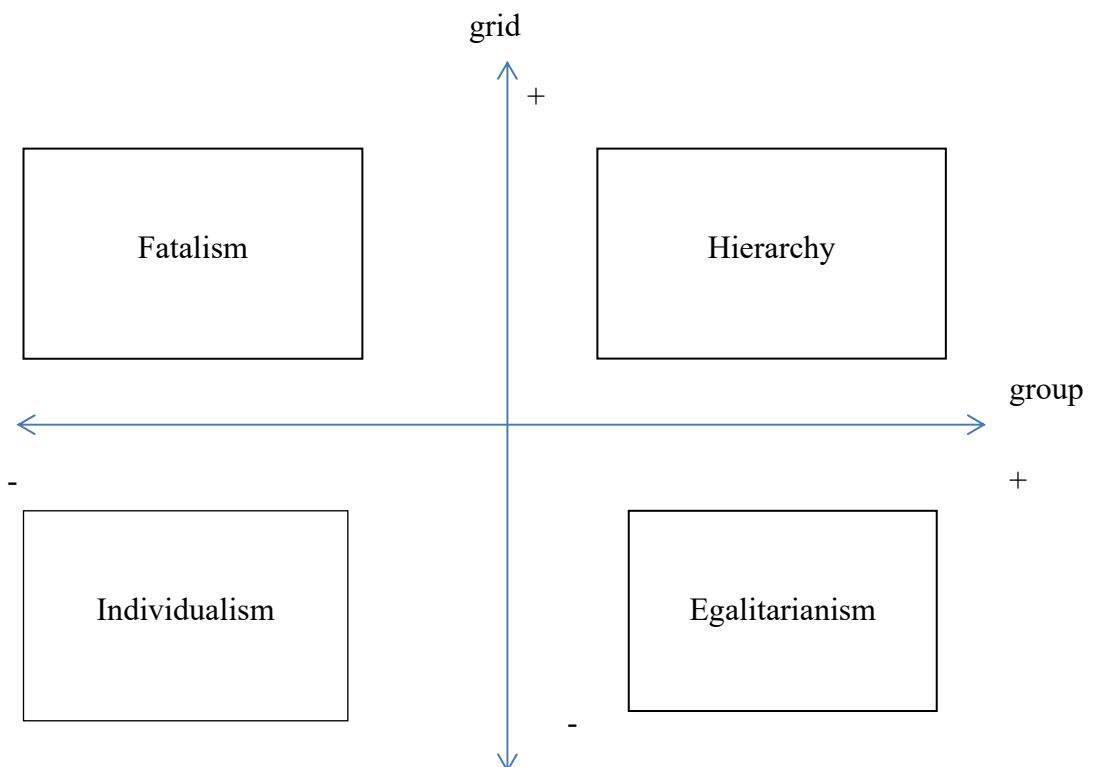 grid
+
Fatalism
Hierarchy
group
-
+
Individualism
Egalitarianism
-